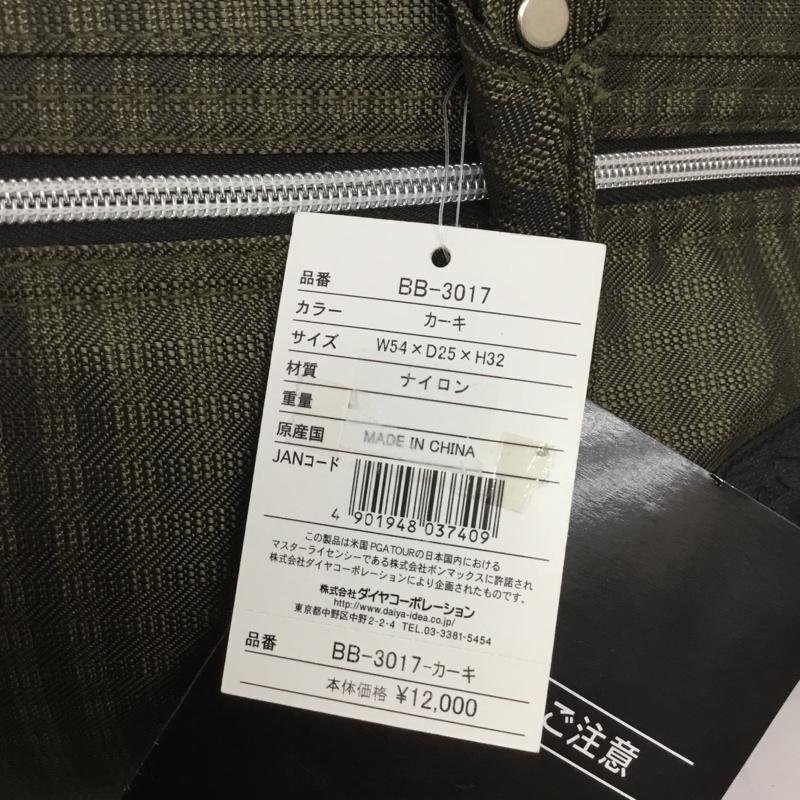 品番 BB-3017
カラー カーキ
サイズ W54×D25×H32
材質 ナイロン
重量
原産国 MADE IN CHINA
JANコード
4 901948 037409
この製品は米国PGATOURの日本国内における
マスターライセンシーである株式会社ボンマックスに許諾され
株式会社ダイヤコーポレーションにより企画されたものです。
株式会社ダイヤコーポレーション
http://www.daiya-idea.co.jp/
東京都中野区中野2-2-4 TEL.03-3381-5454
品番 BB-3017-カーキ
本体価格 ¥12,000
ご注意